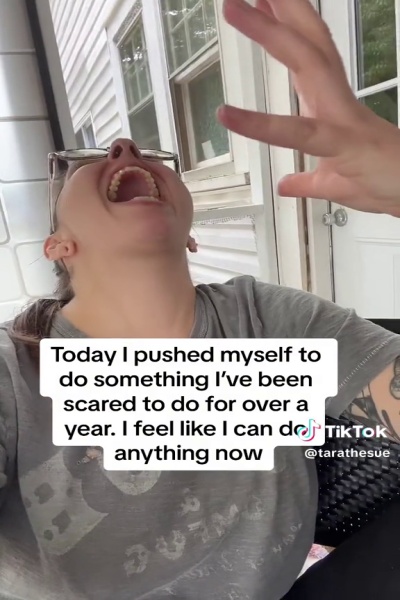 Today I pushed myself to
do something I've been
scared to do for over a
year. I feel like I can do
anything now
TikTok
@tarathesue